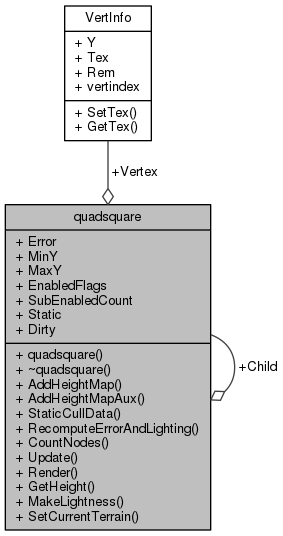 VertInfo
+ Y
+ Tex
+ Rem
+ vertindex
+ SetTex()
+ GetTex()
+Vertex
quadsquare
+ Error
+ MinY
+ MaxY
+ EnabledFlags
+ SubEnabledCount
+ Static
+ Dirty
+ quadsquare()
+ ~quadsquare()
+ AddHeightMap()
+ AddHeightMapAux()
+ StaticCullData()
+ RecomputeErrorAndLighting()
+ CountNodes()
+ Update()
+ Render()
+ GetHeight()
+ MakeLightness()
+ SetCurrentTerrain()
+Child